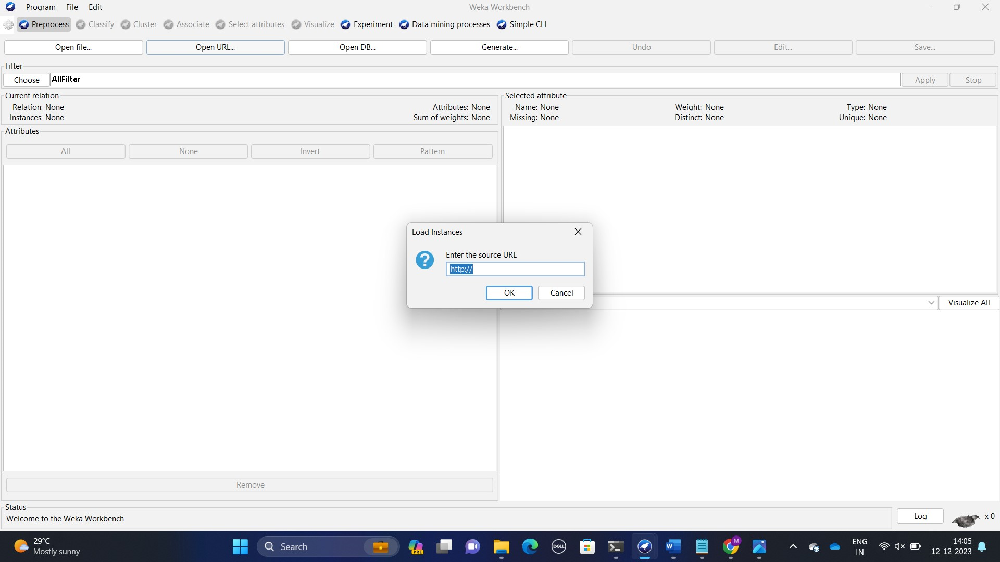 Program File Edit
Weka Workbench
Preprocess Classify Cluster Associate Select attributes Visualize Experiment Data mining processes Simple CLI
Open file... Open URL... Open DB... Generate... Undo Edit... Save...
Filter
Choose AllFilter Apply Stop
Current relation
Relation: None Attributes: None
Instances: None Sum of weights: None
Selected attribute
Name: None Weight: None Type: None
Missing: None Distinct: None Unique: None
Attributes
All None Invert Pattern
Load Instances
Enter the source URL
http://
OK Cancel
Visualize All
Remove
Status
Welcome to the Weka Workbench
Log x 0
29°C
Mostly sunny
Search
PRE
DELL
W
M
ENG
IN
14:05
12-12-2023